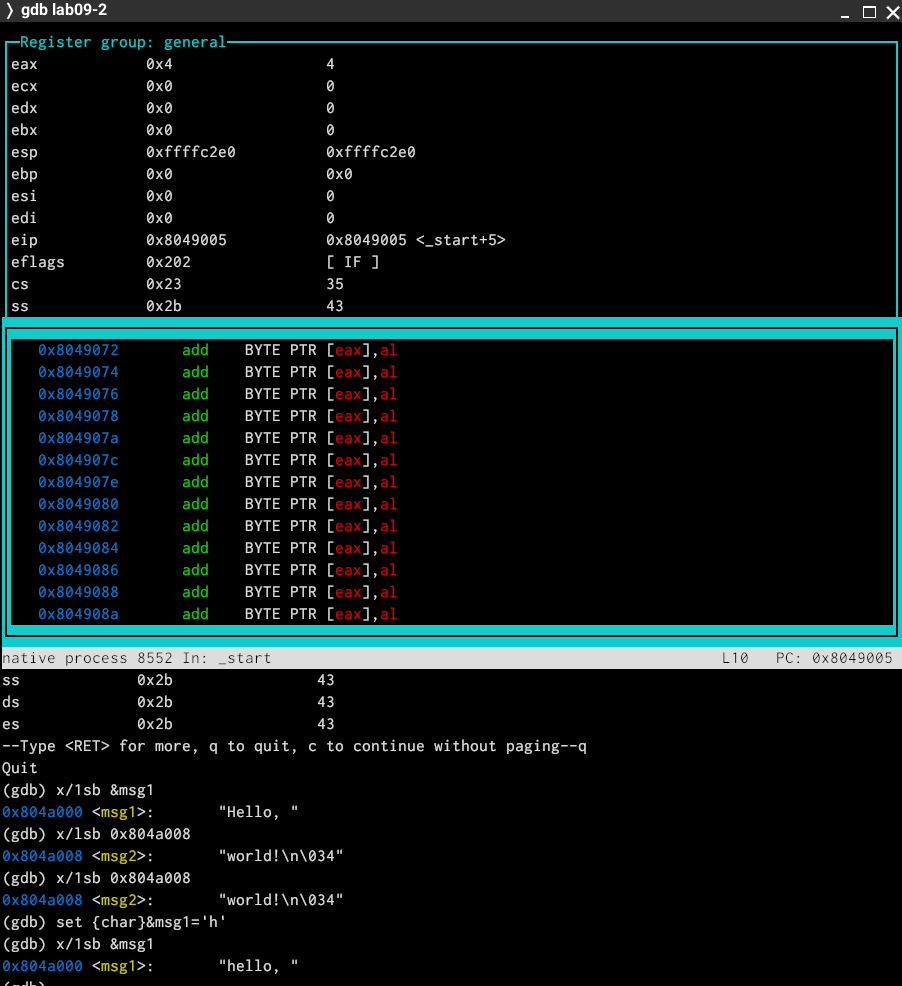 ❯ gdb lab09-2
Register group: general
eax 0x4 4
ecx 0x0 0
edx 0x0 0
ebx 0x0 0
esp 0xffffc2e0 0xffffc2e0
ebp 0x0 0x0
esi 0x0 0
edi 0x0 0
eip 0x8049005 0x8049005 <_start+5>
eflags 0x202 [ IF ]
cs 0x23 35
ss 0x2b 43
0x8049072 add BYTE PTR [eax],al
0x8049074 add BYTE PTR [eax],al
0x8049076 add BYTE PTR [eax],al
0x8049078 add BYTE PTR [eax],al
0x804907a add BYTE PTR [eax],al
0x804907c add BYTE PTR [eax],al
0x804907e add BYTE PTR [eax],al
0x8049080 add BYTE PTR [eax],al
0x8049082 add BYTE PTR [eax],al
0x8049084 add BYTE PTR [eax],al
0x8049086 add BYTE PTR [eax],al
0x8049088 add BYTE PTR [eax],al
0x804908a add BYTE PTR [eax],al
native process 8552 In: _start L10 PC: 0x8049005
ss 0x2b 43
ds 0x2b 43
es 0x2b 43
--Type <RET> for more, q to quit, c to continue without paging--q
Quit
(gdb) x/1sb &msg1
0x804a000 <msg1>: "Hello, "
(gdb) x/lsb 0x804a008
0x804a008 <msg2>: "world!\n\034"
(gdb) x/1sb 0x804a008
0x804a008 <msg2>: "world!\n\034"
(gdb) set {char}&msg1='h'
(gdb) x/1sb &msg1
0x804a000 <msg1>: "hello, "
(gdb)